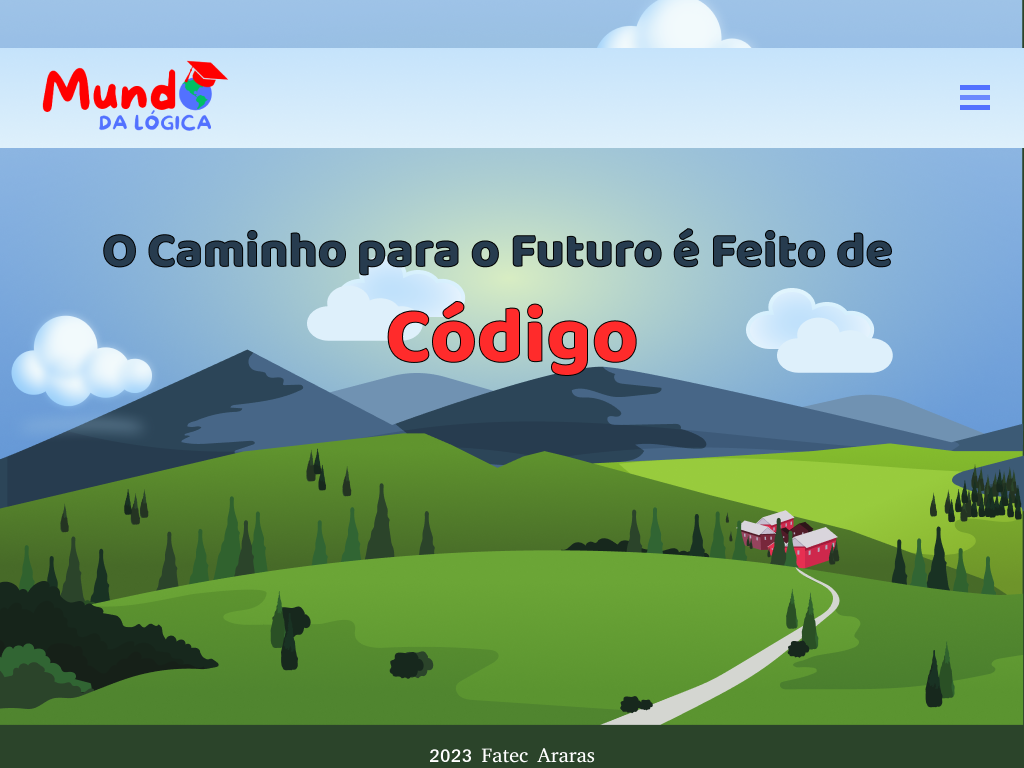 Mundo
DA LÓGICA
O Caminho para o Futuro é Feito de
Código
2023 Fatec Araras